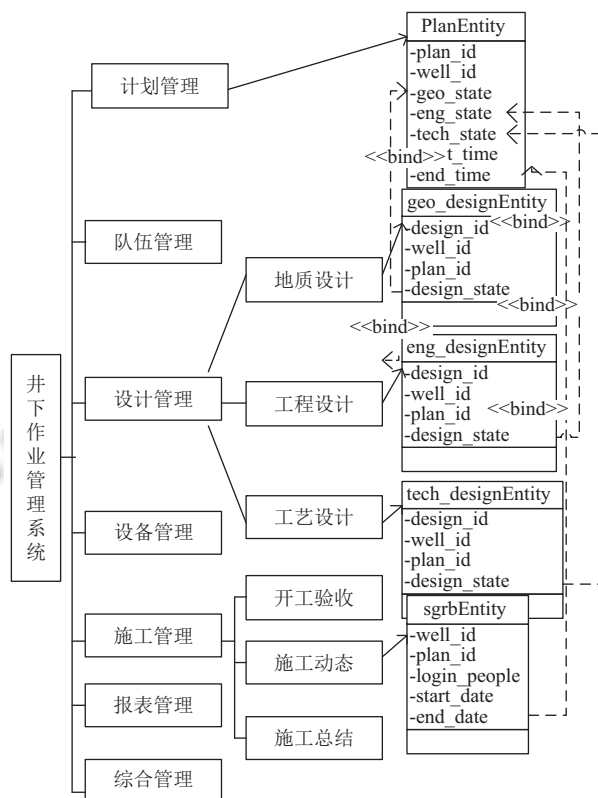 井下作业管理系统
计划管理
队伍管理
设计管理
设备管理
施工管理
报表管理
综合管理
地质设计
工程设计
工艺设计
开工验收
施工动态
施工总结
PlanEntity
-plan_id
-well_id
-geo_state
-eng_state
-tech_state
<<bind>> t_time
-end_time
geo_designEntity
<<bind>>
-design_id
-well_id
-plan_id
-design_state
<<bind>>
<<bind>>
eng_designEntity
-design_id
-well_id
-plan_id
<<bind>>
-design_state
tech_designEntity
-design_id
-well_id
-plan_id
-design_state
sgrbEntity
-well_id
-plan_id
-login_people
-start_date
-end_date